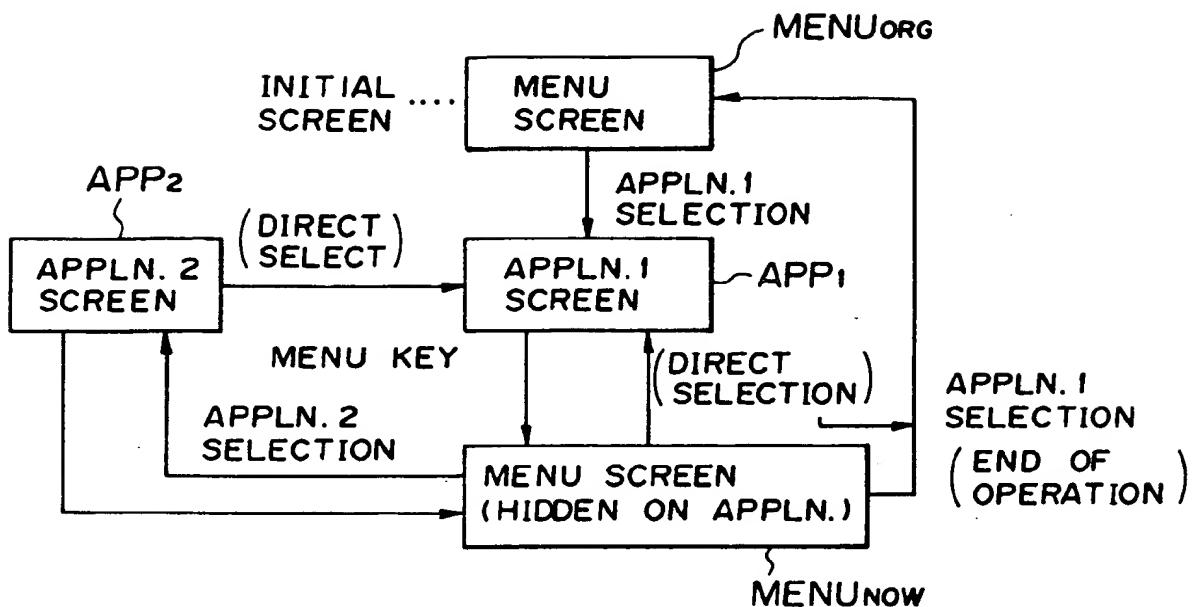 MENUORG
INITIAL
SCREEN ....
MENU
SCREEN
APPLN.1
SELECTION
APP2
(DIRECT
SELECT)
APPLN. 2
SCREEN
APPLN.1
SCREEN
APP1
MENU KEY
(DIRECT
SELECTION)
APPLN. 2
SELECTION
APPLN. 1
SELECTION
(END OF
OPERATION)
MENU SCREEN
(HIDDEN ON APPLN.)
MENUNOW